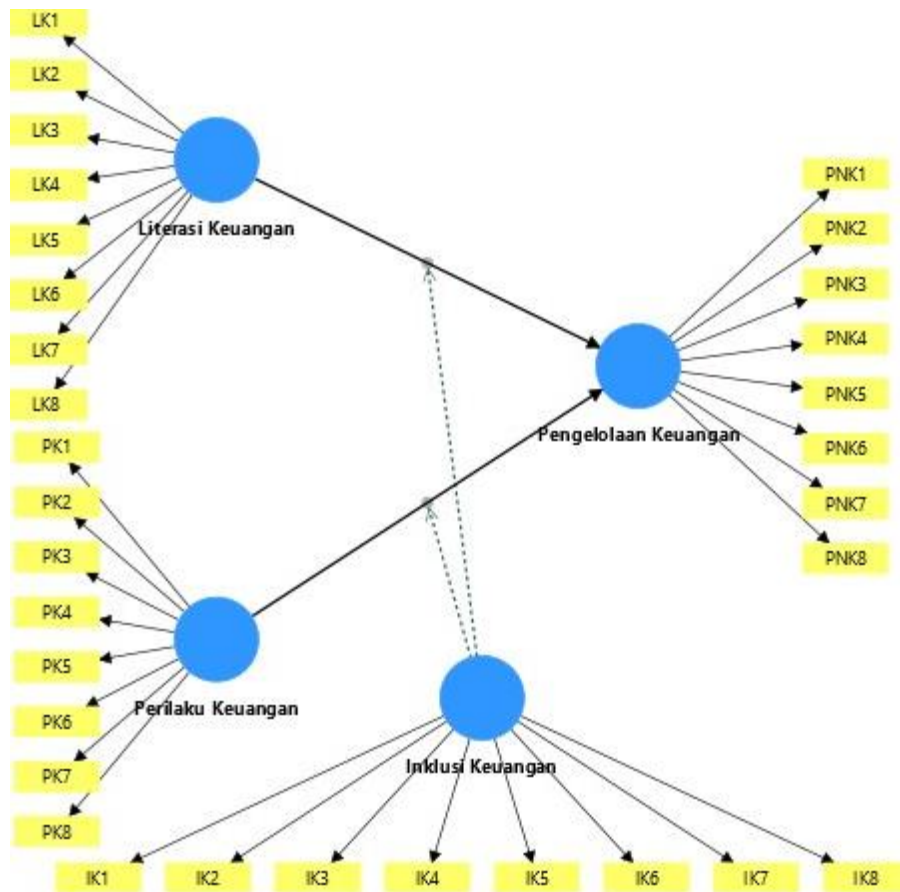 LK1
LK2
LK3
LK4
LK5
LK6
LK7
LK8
Literasi Keuangan
PNK1
PNK2
PNK3
PNK4
PNK5
PNK6
PNK7
PNK8
Pengelolaan Keuangan
PK1
PK2
PK3
PK4
PK5
PK6
PK7
PK8
Perilaku Keuangan
Inklusi Keuangan
IK1
IK2
IK3
IK4
IK5
IK6
IK7
IK8